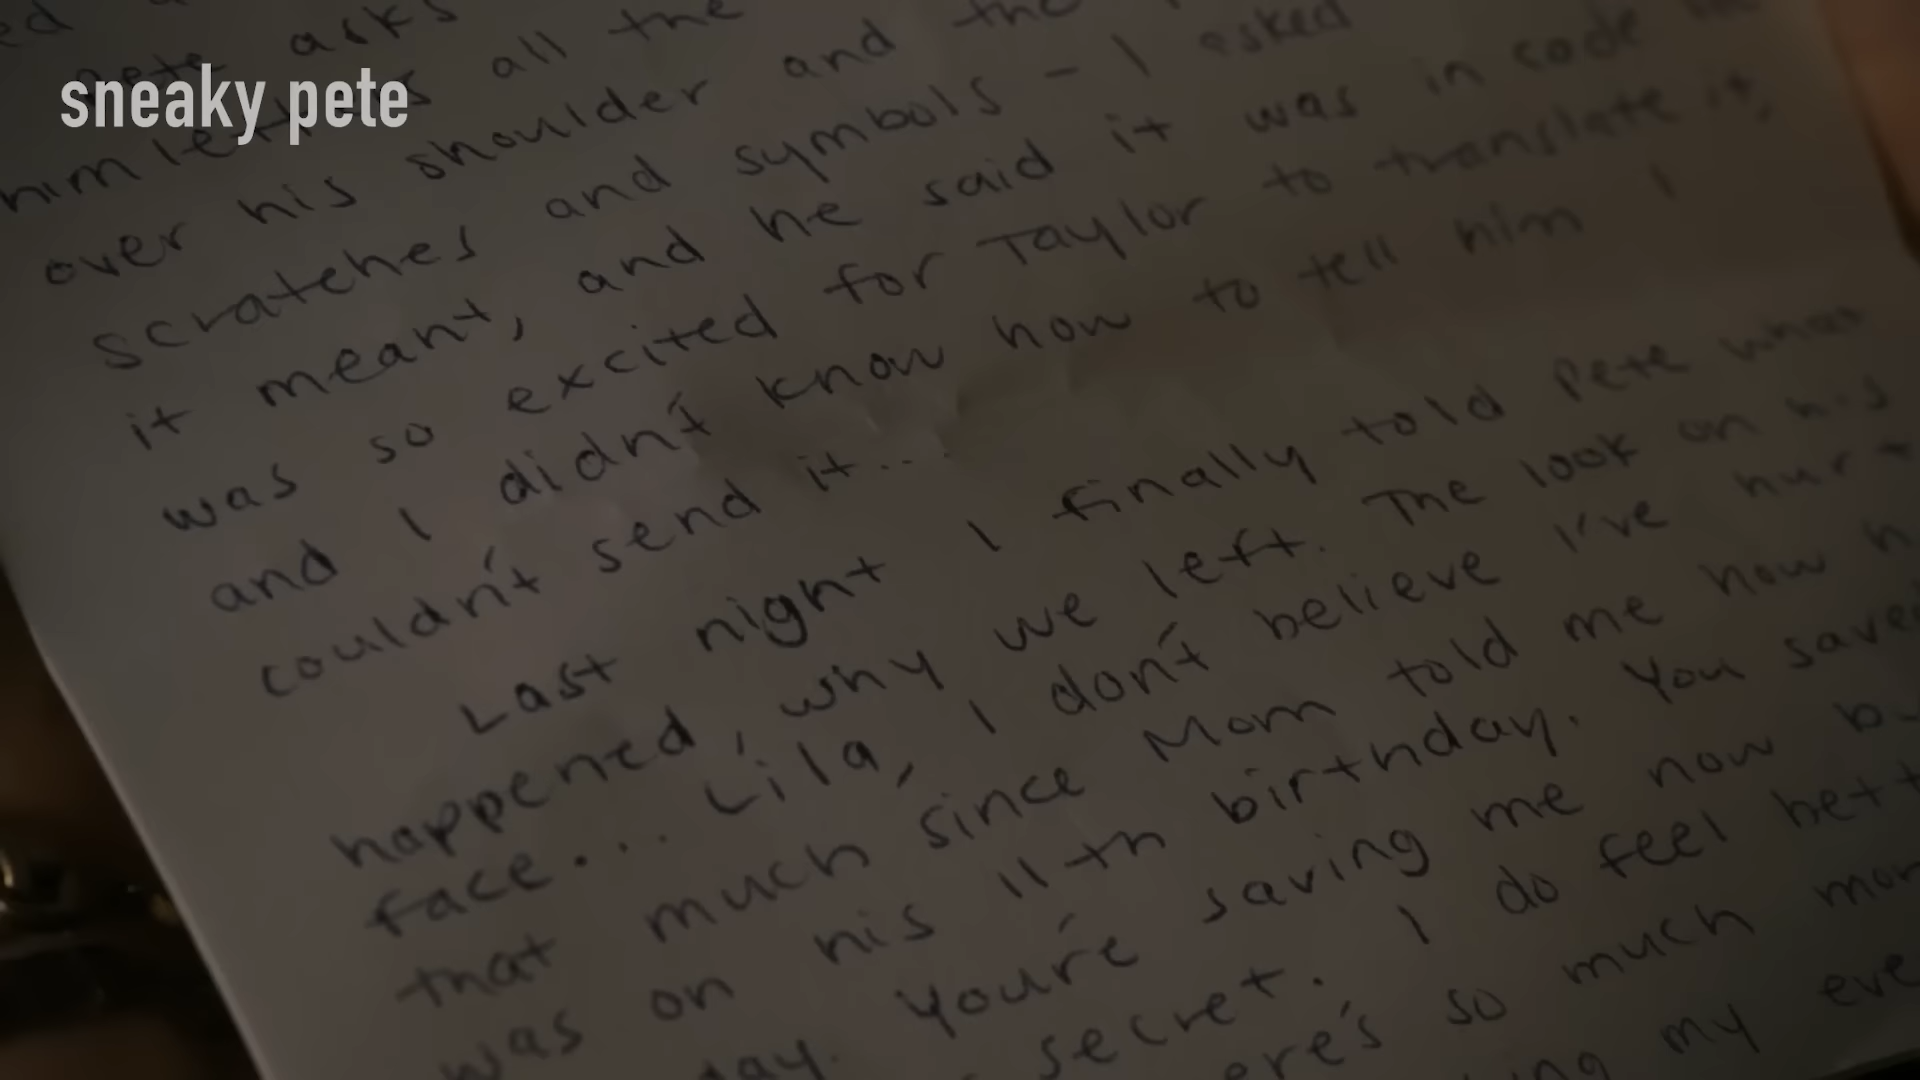 sneaky pete
asks
him letters all the
over his shoulder and the
scratches and symbols - I asked
it meant, and he said it was in code
was so excited for Taylor to translate it,
and I didn't know how to tell him I
couldn't send it...
Last night I finally told Pete what
happened, why we left. The look on his
face... Lila, I don't believe I've hurt
that much since Mom told me how
was on his 11th birthday. You saved
day. You're saving me now
secret. I do feel
so much
my